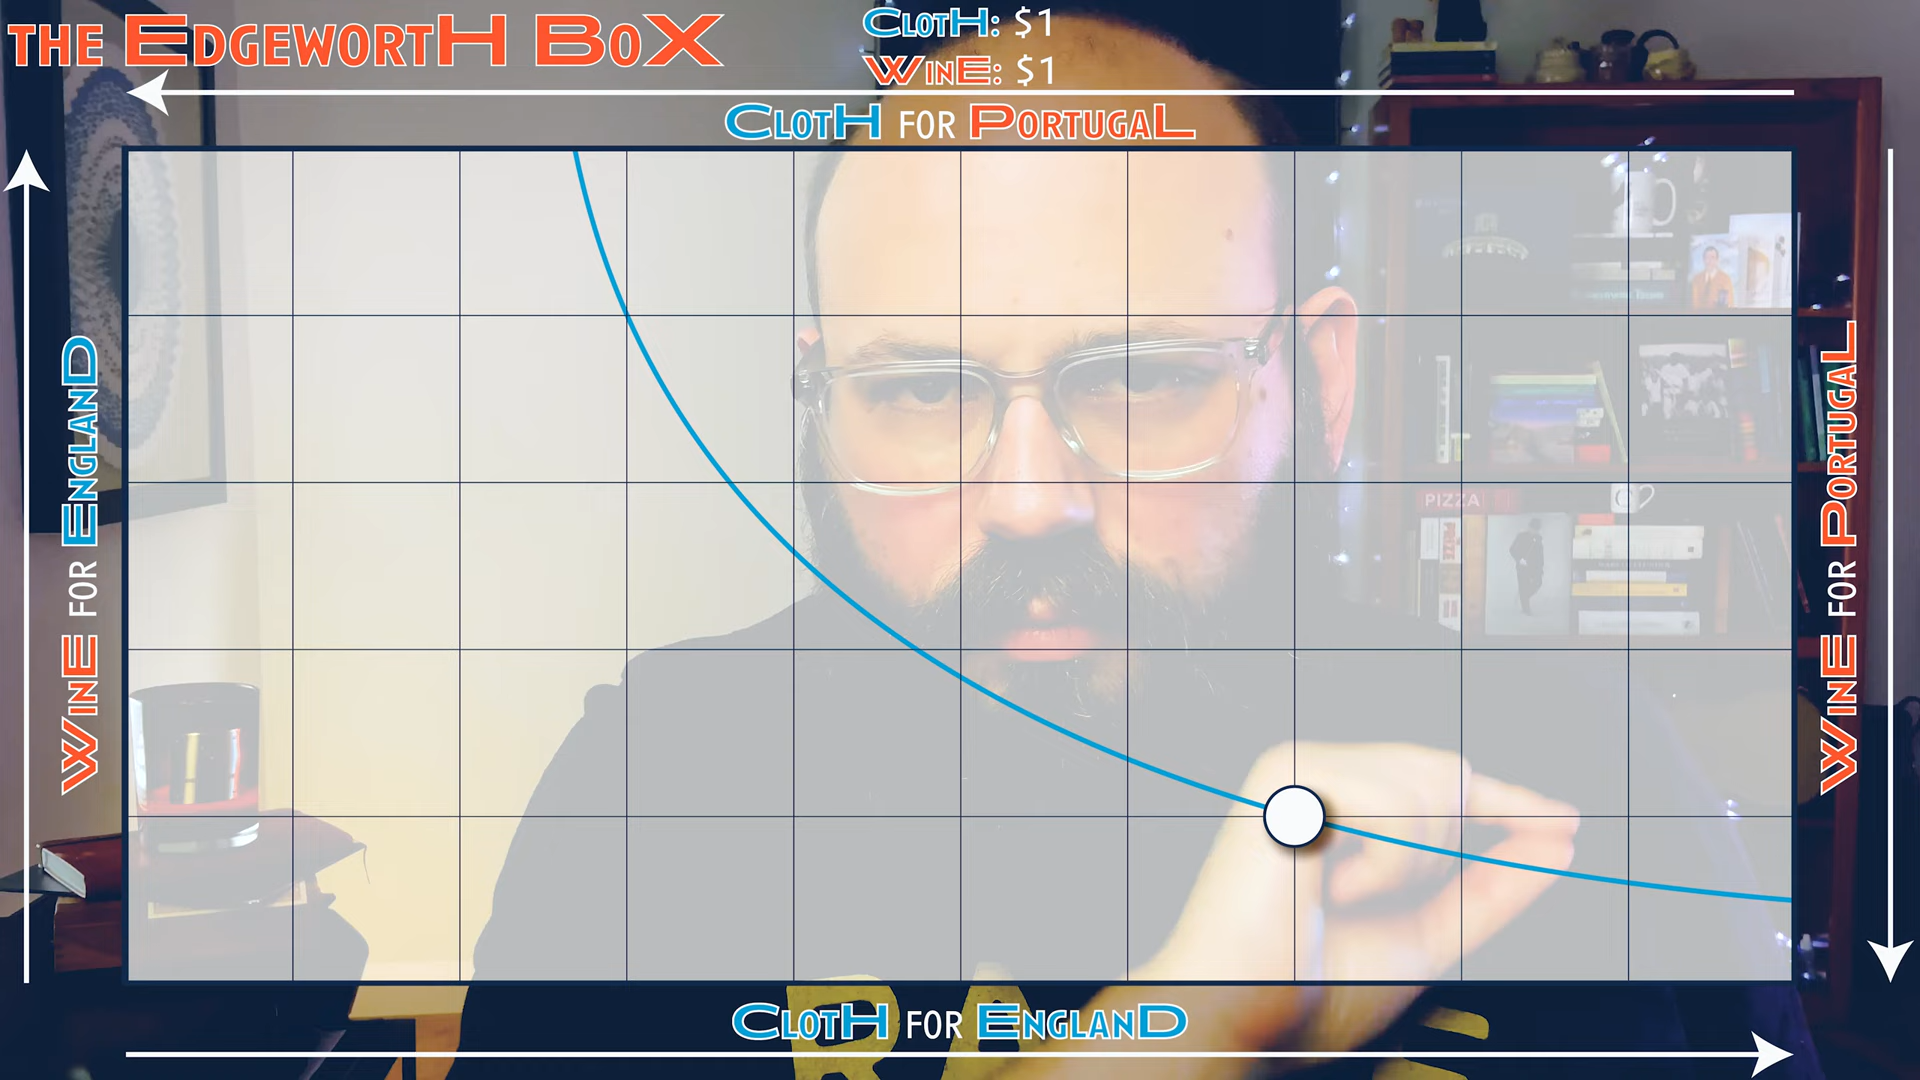 THE EDGEWORTH BOX
CLOTH: $1
WINE: $1
CLOTH FOR PORTUGAL
WINE FOR ENGLAND
WINE FOR PORTUGAL
PIZZA
CLOTH FOR ENGLAND